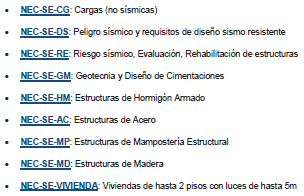 • NEC-SE-CG: Cargas (no sísmicas)
• NEC-SE-DS: Peligro sísmico y requisitos de diseño sismo resistente
• NEC-SE-RE: Riesgo sísmico, Evaluación, Rehabilitación de estructuras
• NEC-SE-GM: Geotecnia y Diseño de Cimentaciones
• NEC-SE-HM: Estructuras de Hormigón Armado
• NEC-SE-AC: Estructuras de Acero
• NEC-SE-MP: Estructuras de Mampostería Estructural
• NEC-SE-MD: Estructuras de Madera
• NEC-SE-VIVIENDA: Viviendas de hasta 2 pisos con luces de hasta 5m